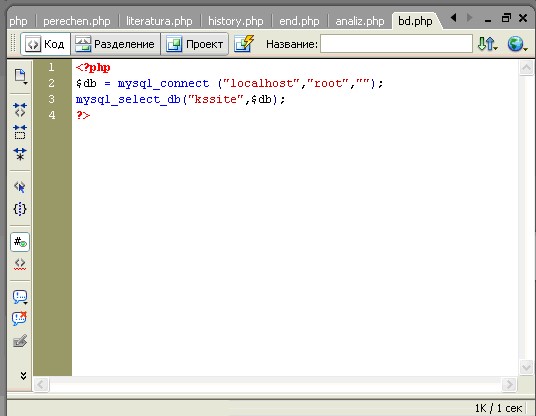 php perechen.php literatura.php history.php end.php analiz.php bd.php
Код Разделение Проект Название:
1 <?php
2 $db = mysql_connect ("localhost","root","");
3 mysql_select_db("kssite",$db);
4 ?>
1K / 1 сек